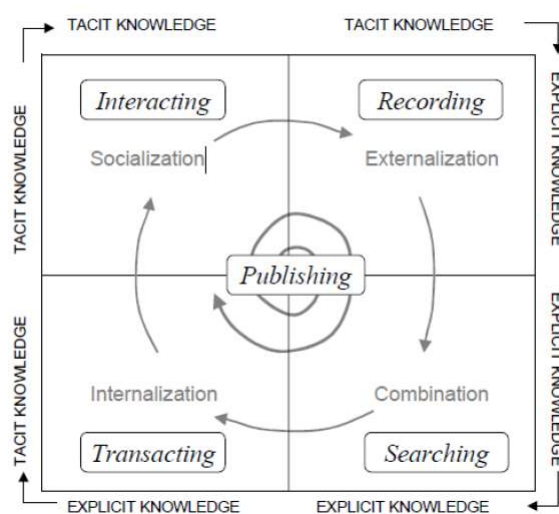 TACIT KNOWLEDGE
TACIT KNOWLEDGE
TACIT KNOWLEDGE
EXPLICIT KNOWLEDGE
Interacting
Recording
Socialization
Externalization
Publishing
TACIT KNOWLEDGE
EXPLICIT KNOWLEDGE
Internalization
Combination
Transacting
Searching
EXPLICIT KNOWLEDGE
EXPLICIT KNOWLEDGE